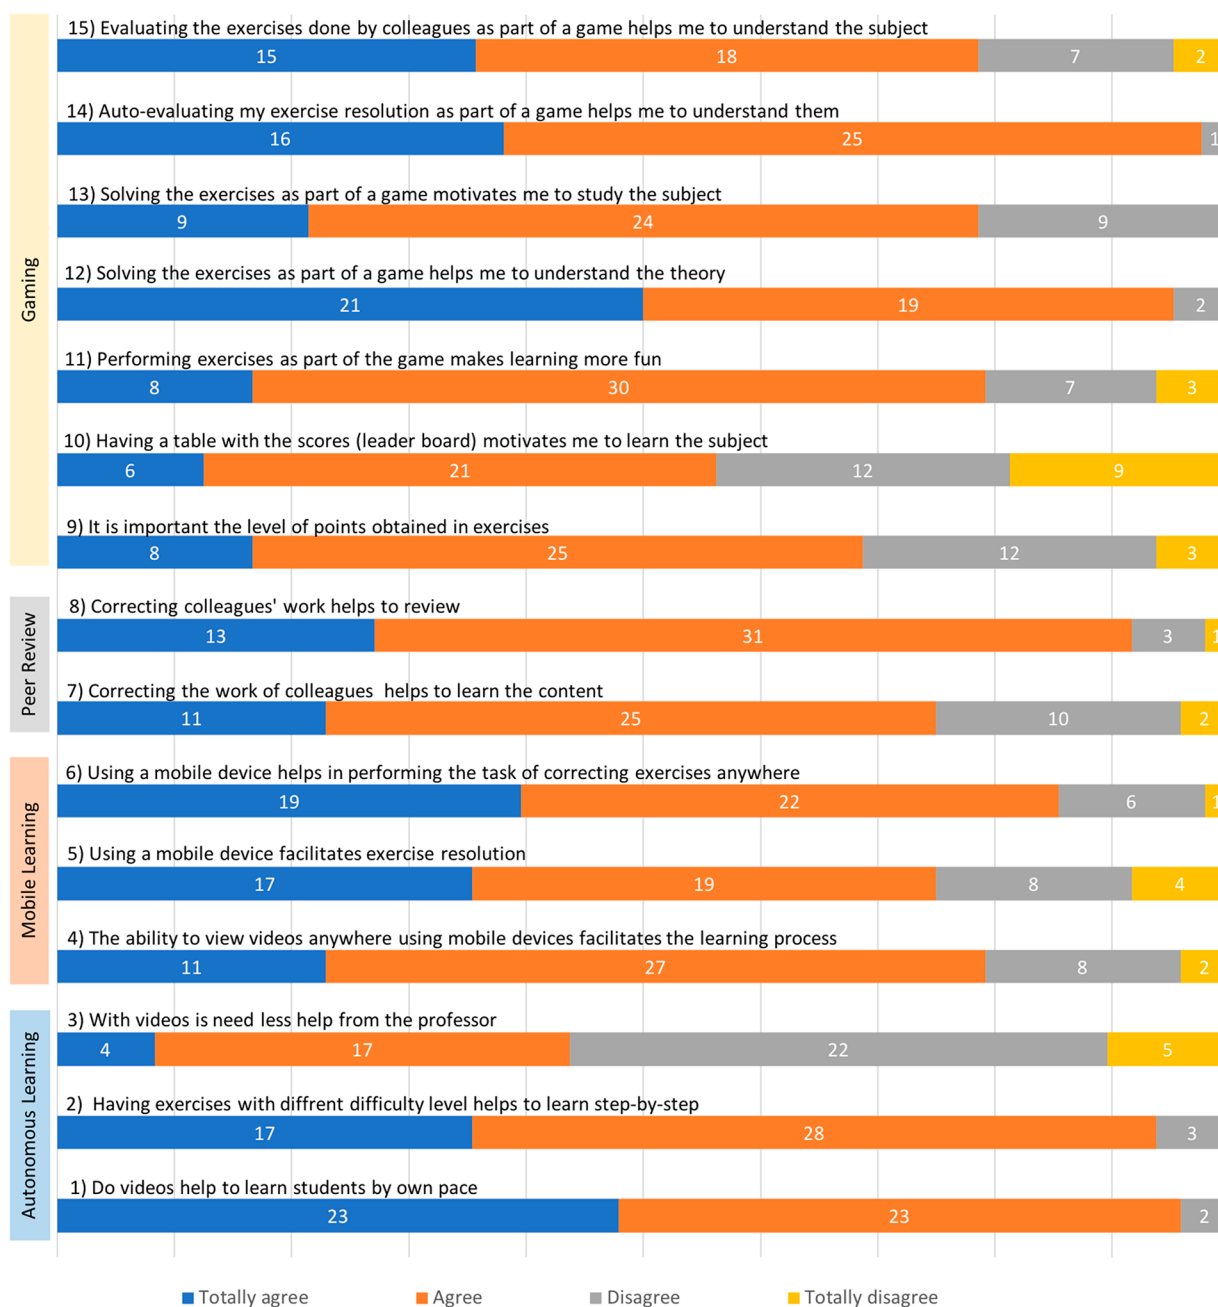 Gaming
15) Evaluating the exercises done by colleagues as part of a game helps me to understand the subject
15 18 7 2
14) Auto-evaluating my exercise resolution as part of a game helps me to understand them
16 25 1
13) Solving the exercises as part of a game motivates me to study the subject
9 24 9
12) Solving the exercises as part of a game helps me to understand the theory
21 19 2
11) Performing exercises as part of the game makes learning more fun
8 30 7 3
10) Having a table with the scores (leader board) motivates me to learn the subject
6 21 12 9
9) It is important the level of points obtained in exercises
8 25 12 3
Peer Review
8) Correcting colleagues' work helps to review
13 31 3 1
7) Correcting the work of colleagues helps to learn the content
11 25 10 2
Mobile Learning
6) Using a mobile device helps in performing the task of correcting exercises anywhere
19 22 6 1
5) Using a mobile device facilitates exercise resolution
17 19 8 4
4) The ability to view videos anywhere using mobile devices facilitates the learning process
11 27 8 2
Autonomous Learning
3) With videos is need less help from the professor
4 17 22 5
2) Having exercises with diffrent difficulty level helps to learn step-by-step
17 28 3
1) Do videos help to learn students by own pace
23 23 2
Totally agree Agree Disagree Totally disagree